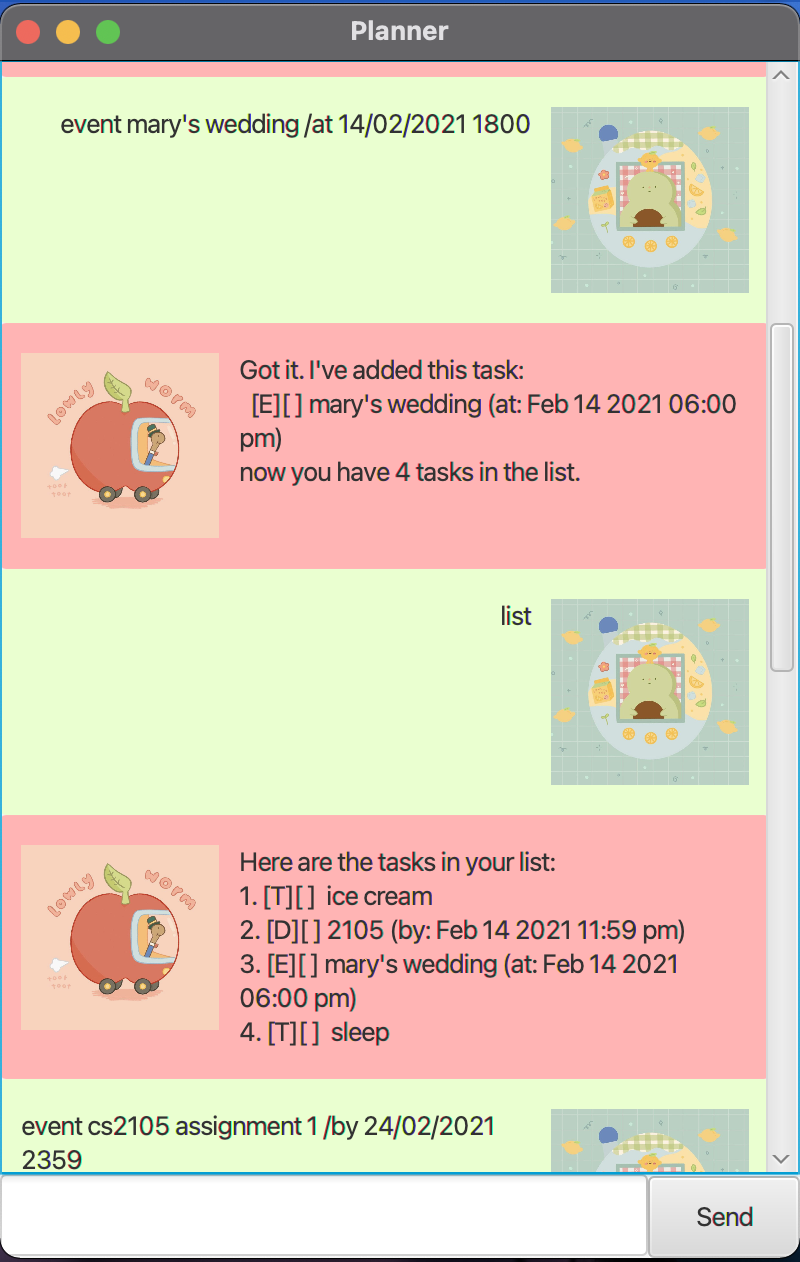 Planner
event mary's wedding /at 14/02/2021 1800
Lowly Worm
Got it. I've added this task:
[E][ ] mary's wedding (at: Feb 14 2021 06:00
pm)
now you have 4 tasks in the list.
list
Lowly Worm
Here are the tasks in your list:
1. [T][ ]  ice cream
2. [D][ ] 2105 (by: Feb 14 2021 11:59 pm)
3. [E][ ] mary's wedding (at: Feb 14 2021
06:00 pm)
4. [T][ ]  sleep
event cs2105 assignment 1 /by 24/02/2021
2359
Send